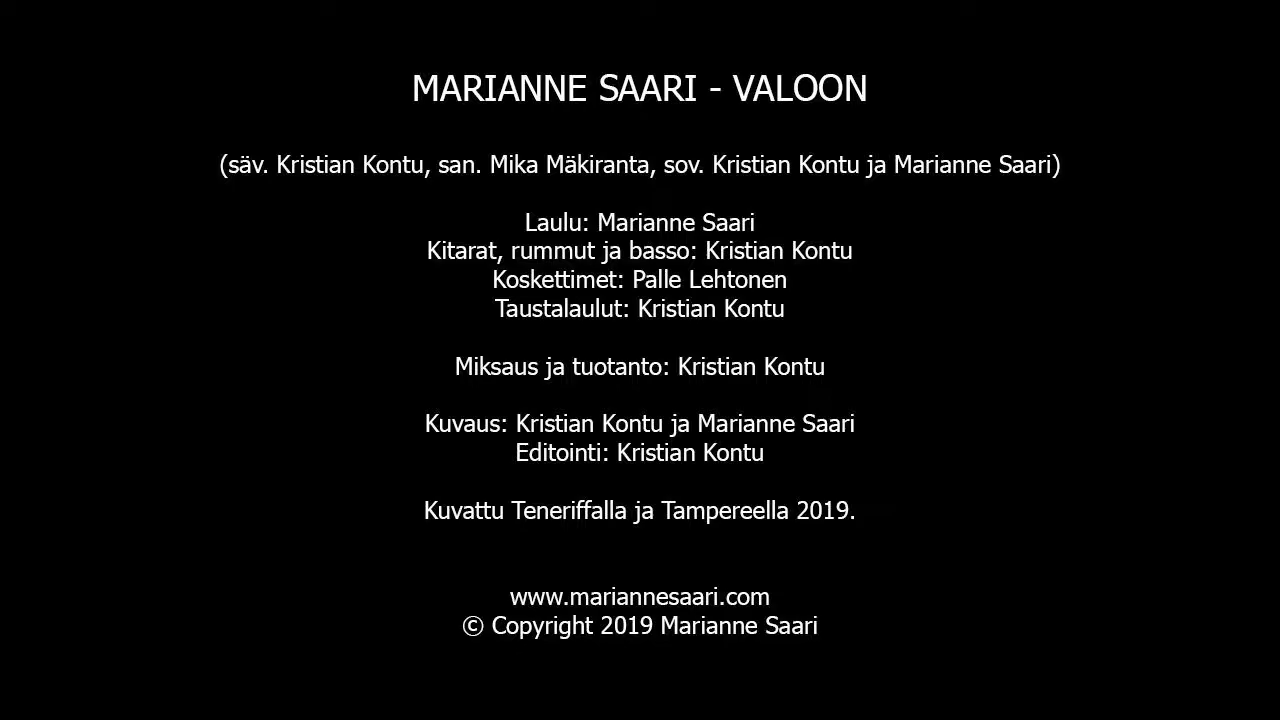 MARIANNE SAARI - VALOON
(säv. Kristian Kontu, san. Mika Mäkiranta, sov. Kristian Kontu ja Marianne Saari)
Laulu: Marianne Saari
Kitarat, rummut ja basso: Kristian Kontu
Koskettimet: Palle Lehtonen
Taustalaulut: Kristian Kontu
Miksaus ja tuotanto: Kristian Kontu
Kuvaus: Kristian Kontu ja Marianne Saari
Editointi: Kristian Kontu
Kuvattu Teneriffalla ja Tampereella 2019.
www.mariannesaari.com
© Copyright 2019 Marianne Saari